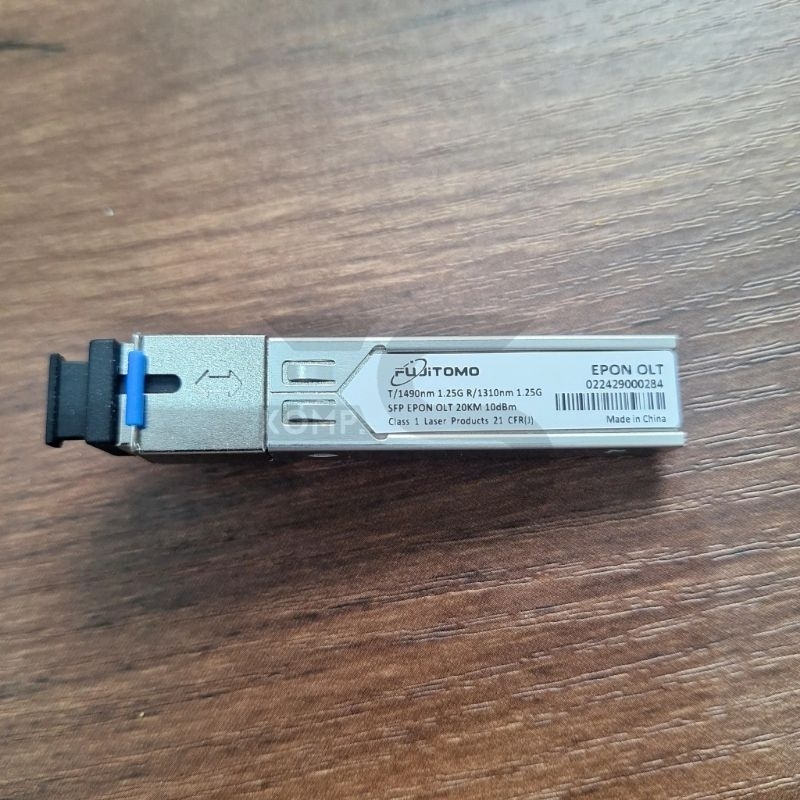 FUJITOMO
T/1490nm 1.25G R/1310nm 1.25G
SFP EPON OLT 20KM 10dBm
Class 1 Laser Products 21 CFR(J)
EPON OLT
022429000284
Made in China
KOMP.